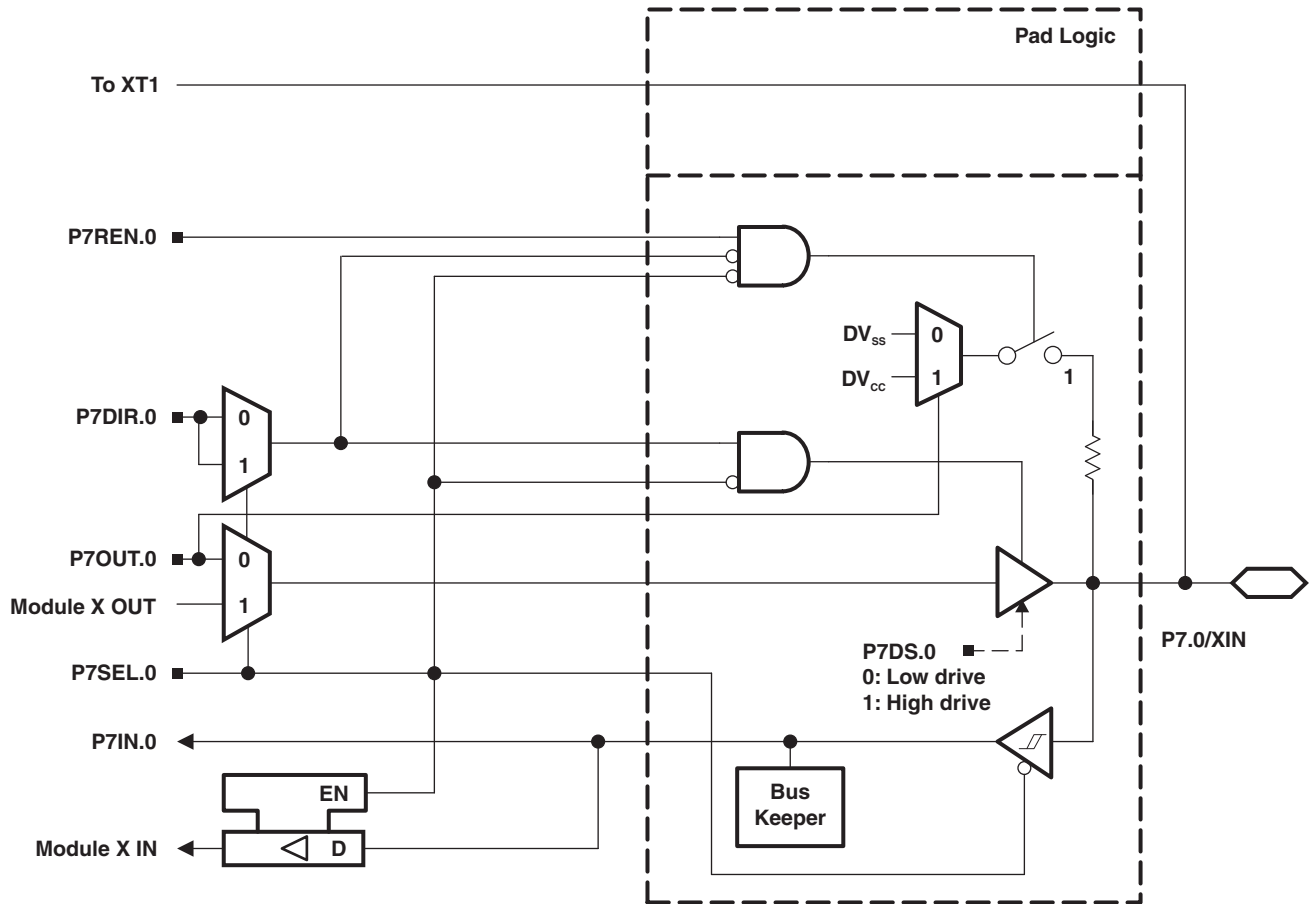 Pad Logic
To XT1
P7REN.0
DVSS
0
DVCC
1
1
P7DIR.0
0
1
P7OUT.0
0
Module X OUT
1
P7DS.0
0: Low drive
1: High drive
P7.0/XIN
P7SEL.0
P7IN.0
EN
Bus
Keeper
Module X IN
D